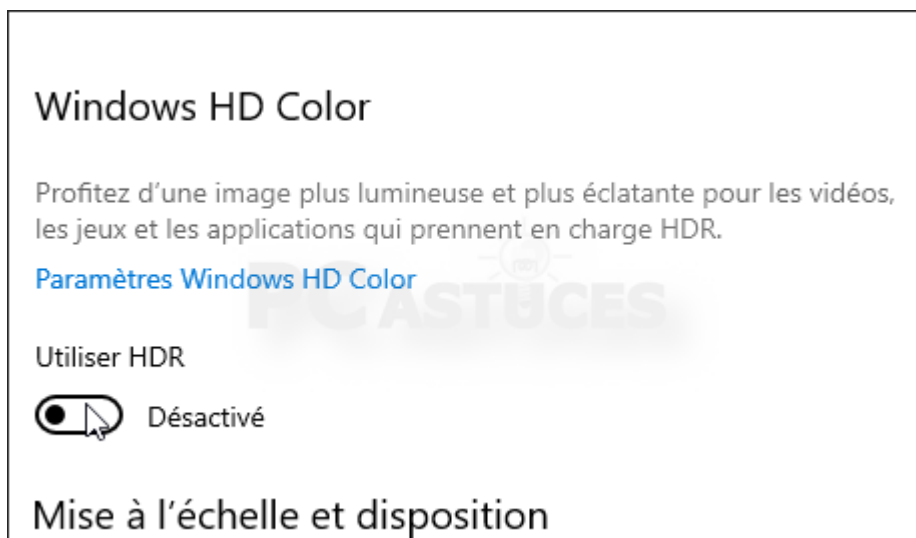 Windows HD Color
Profitez d’une image plus lumineuse et plus éclatante pour les vidéos,
les jeux et les applications qui prennent en charge HDR.
Paramètres Windows HD Color
PC ASTUCES
Utiliser HDR
Désactivé
Mise à l’échelle et disposition